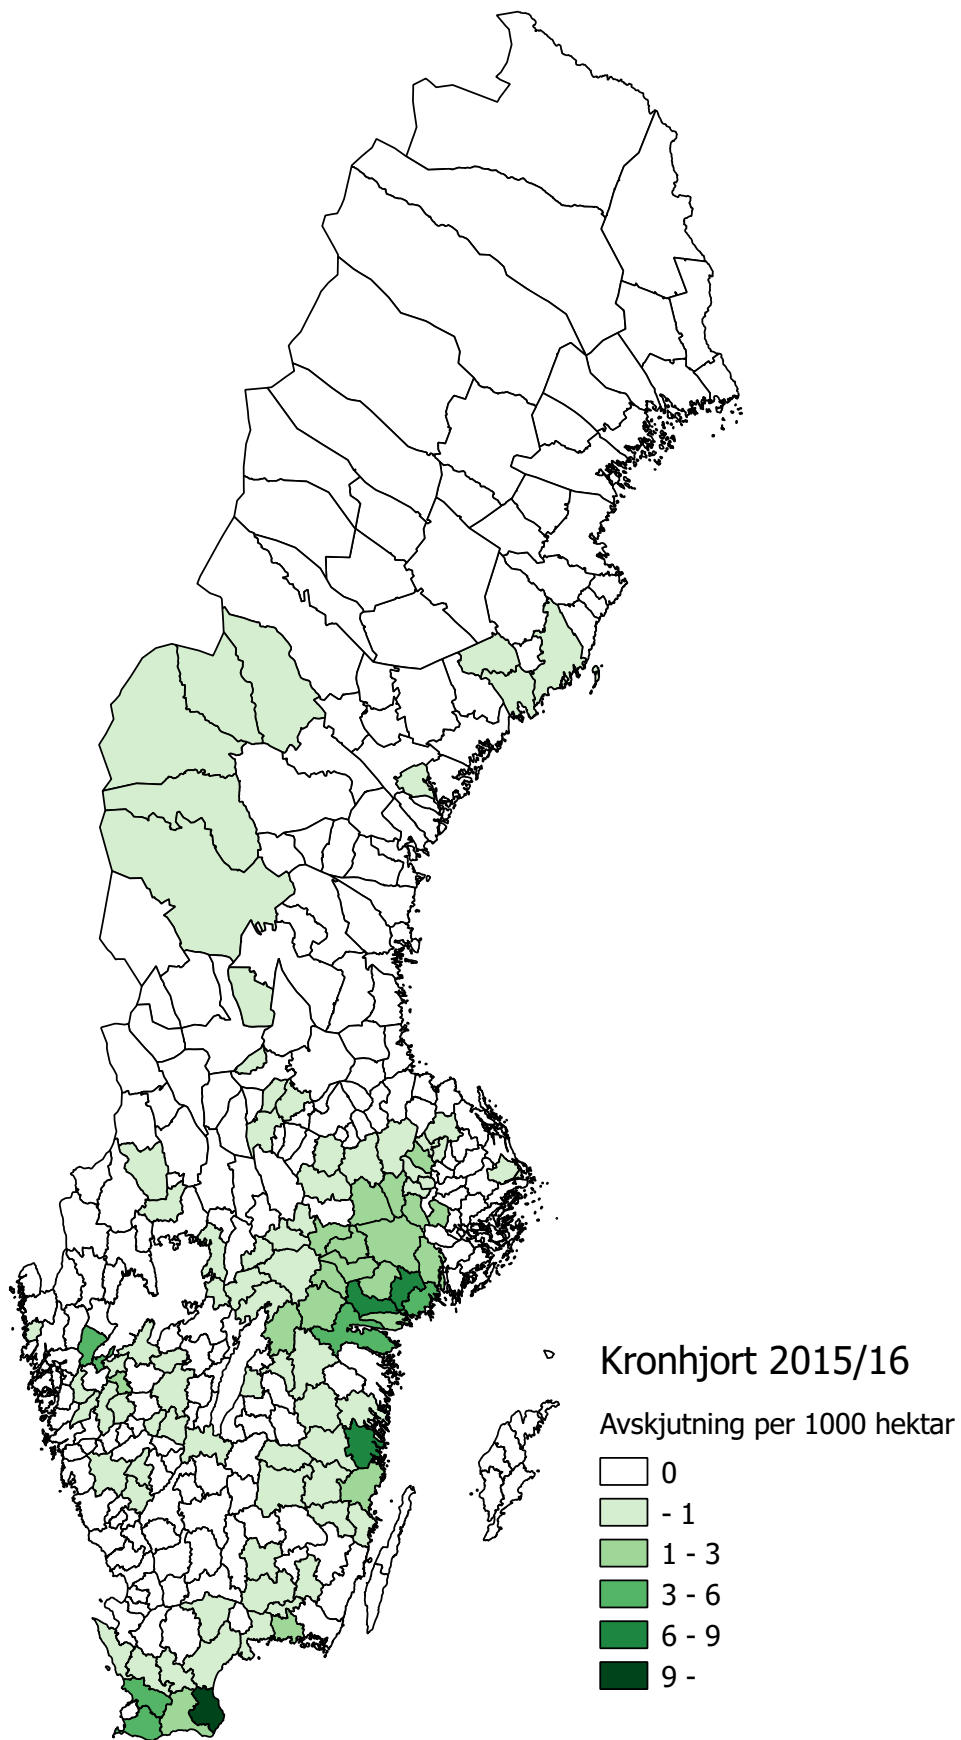 Kronhjort 2015/16
Avskjutning per 1000 hektar
0
- 1
1 - 3
3 - 6
6 - 9
9 -